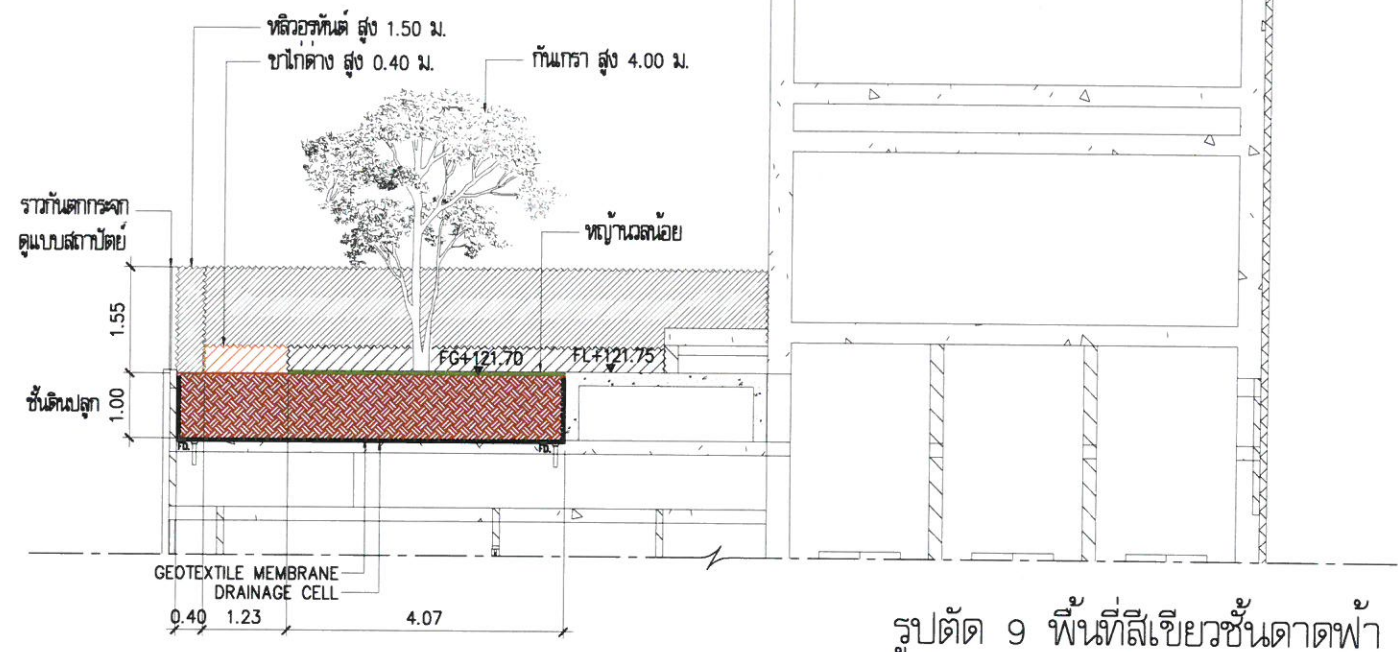 หลิวอรหันต์ สูง 1.50 ม.
ขาไก่ด่าง สูง 0.40 ม.
กันเกรา สูง 4.00 ม.
ราวกันตกกระจก
ดูแบบสถาปัตย์
หญ้านวลน้อย
1.55
FG+121.70
FL+121.75
ชั้นดินปลูก
1.00
FD.
FD.
GEOTEXTILE MEMBRANE
DRAINAGE CELL
0.40
1.23
4.07
รูปตัด 9 พื้นที่สีเขียวชั้นดาดฟ้า